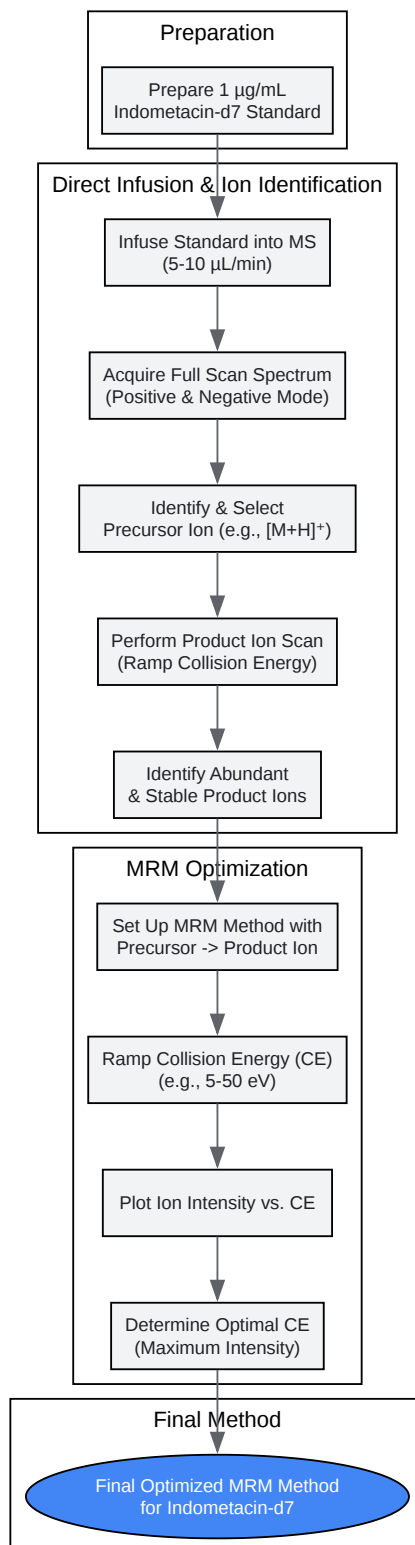 Preparation
Prepare 1 µg/mL
Indometacin-d7 Standard
Direct Infusion & Ion Identification
Infuse Standard into MS
(5-10 µL/min)
Acquire Full Scan Spectrum
(Positive & Negative Mode)
Identify & Select
Precursor Ion (e.g., [M+H]⁺)
Perform Product Ion Scan
(Ramp Collision Energy)
Identify Abundant
& Stable Product Ions
MRM Optimization
Set Up MRM Method with
Precursor -> Product Ion
Ramp Collision Energy (CE)
(e.g., 5-50 eV)
Plot Ion Intensity vs. CE
Determine Optimal CE
(Maximum Intensity)
Final Method
Final Optimized MRM Method
for Indometacin-d7